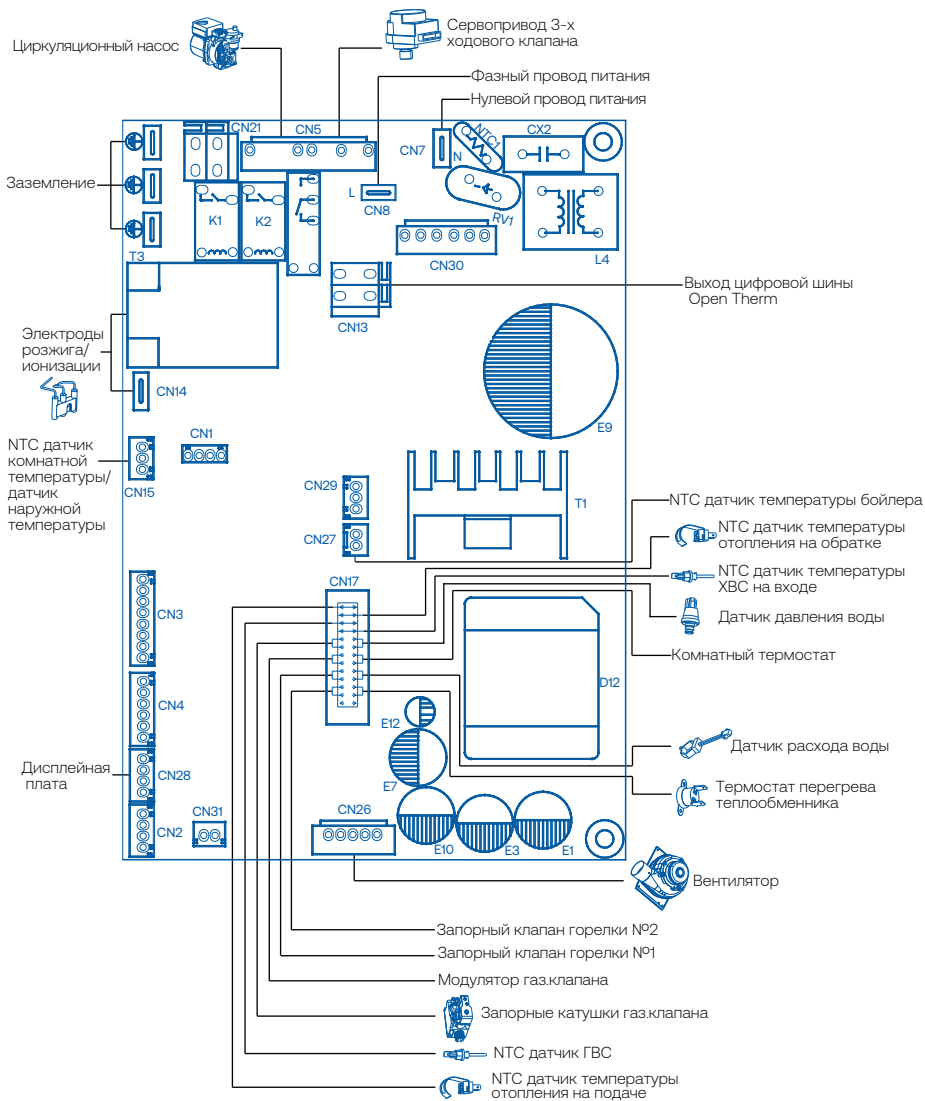 Циркуляционный насос
Сервопривод 3-х
ходового клапана
Фазный провод питания
Нулевой провод питания
CN21
CN5
CN7
N
NTC1
CX2
Заземление
L
CN8
K1
K2
RV1
L4
CN30
T3
Выход цифровой шины
Open Therm
CN13
Электроды
розжига/
ионизации
CN14
E9
CN1
NTC датчик
комнатной
температуры/
датчик
наружной
температуры
CN15
CN29
T1
CN27
NTC датчик температуры бойлера
NTC датчик температуры
отопления на обратке
CN17
NTC датчик температуры
ХВС на входе
CN3
Датчик давления воды
Комнатный термостат
D12
CN4
E12
Датчик расхода воды
Дисплейная
плата
CN28
E7
Термостат перегрева
теплообменника
CN31
CN26
CN2
E10
E3
E1
Вентилятор
Запорный клапан горелки №2
Запорный клапан горелки №1
Модулятор газ.клапана
Запорные катушки газ.клапана
NTC датчик ГВС
NTC датчик температуры
отопления на подаче